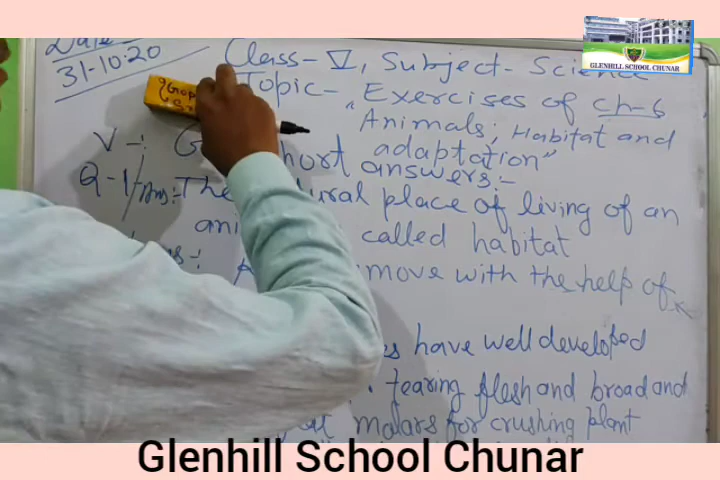 GLENHILL SCHOOL CHUNAR
Date
31-10-20
Class - V, Subject - Science
Topic - "Exercises of Ch-6
Animals, Habitat and
adaptation"
V -: short answers:-
Q-1 Ans:- The place of living of an
called habitat
move with the help of
have well developed
tearing flesh and broad and
malars for crushing plant
Glenhill School Chunar